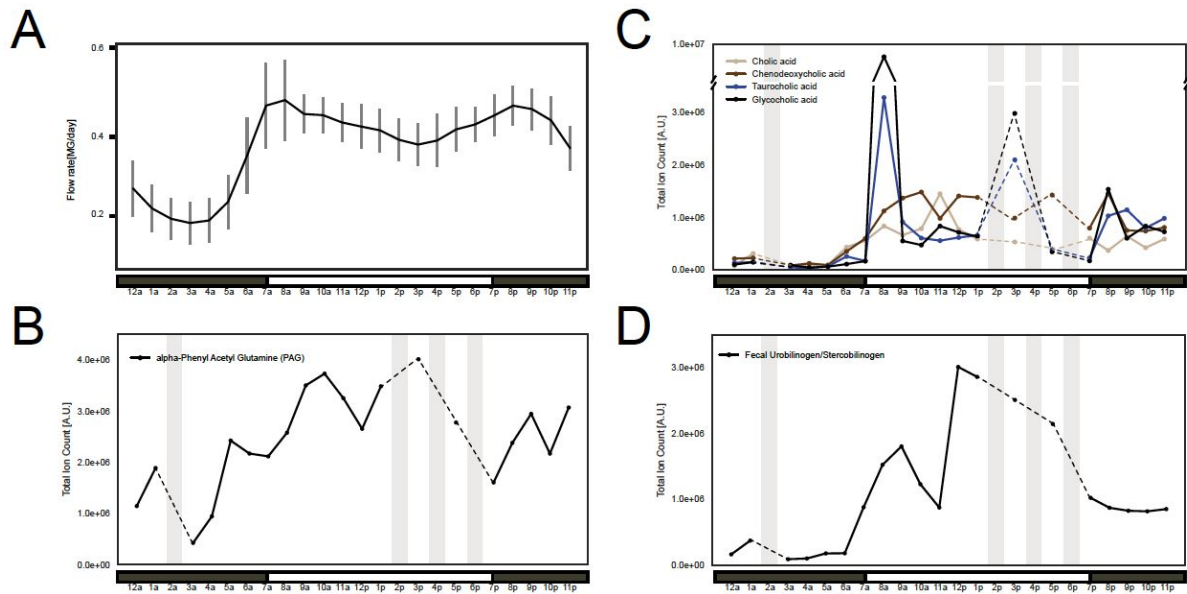 A
0.6
0.4
0.2
Flow rate[MG/day]
12a 1a 2a 3a 4a 5a 6a 7a 8a 9a 10a 11a 12p 1p 2p 3p 4p 5p 6p 7p 8p 9p 10p 11p
B
alpha-Phenyl Acetyl Glutamine (PAG)
4.0e+06
3.0e+06
2.0e+06
1.0e+06
0.0e+00
Total Ion Count [A.U.]
12a 1a 2a 3a 4a 5a 6a 7a 8a 9a 10a 11a 12p 1p 2p 3p 4p 5p 6p 7p 8p 9p 10p 11p
C
1.0e+07
3.0e+06
2.0e+06
1.0e+06
0.0e+00
Total Ion Count [A.U.]
Cholic acid
Chenodeoxycholic acid
Taurocholic acid
Glycocholic acid
12a 1a 2a 3a 4a 5a 6a 7a 8a 9a 10a 11a 12p 1p 2p 3p 4p 5p 6p 7p 8p 9p 10p 11p
D
Fecal Urobilinogen/Stercobilinogen
3.0e+06
2.0e+06
1.0e+06
0.0e+00
Total Ion Count [A.U.]
12a 1a 2a 3a 4a 5a 6a 7a 8a 9a 10a 11a 12p 1p 2p 3p 4p 5p 6p 7p 8p 9p 10p 11p